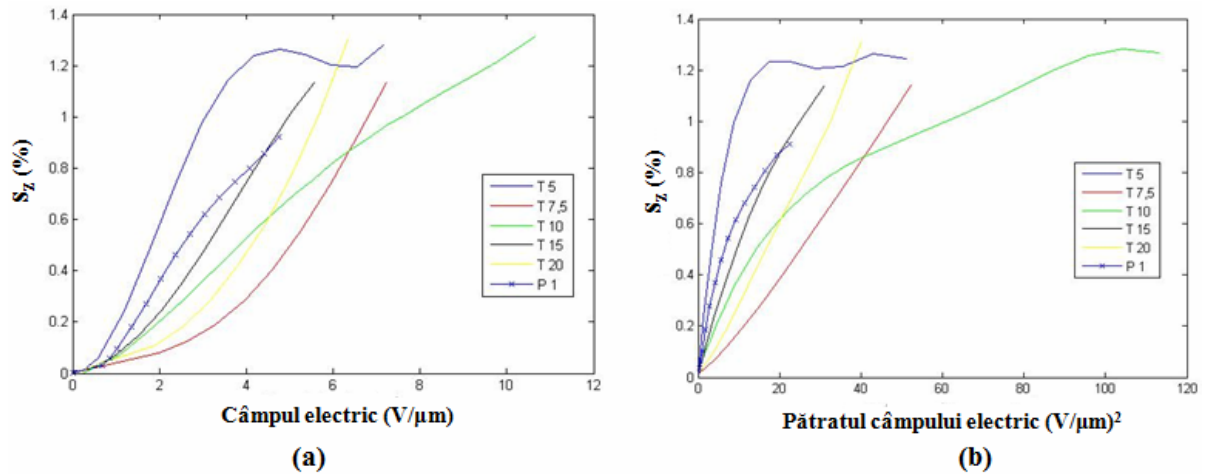 1.4
1.2
1
0.8
0.6
0.4
0.2
0
0 2 4 6 8 10 12
S_Z (%)
Câmpul electric (V/µm)
T 5
T 7,5
T 10
T 15
T 20
P 1
(a)
1.4
1.2
1
0.8
0.6
0.4
0.2
0
0 20 40 60 80 100 120
S_Z (%)
Pătratul câmpului electric (V/µm)²
T 5
T 7,5
T 10
T 15
T 20
P 1
(b)